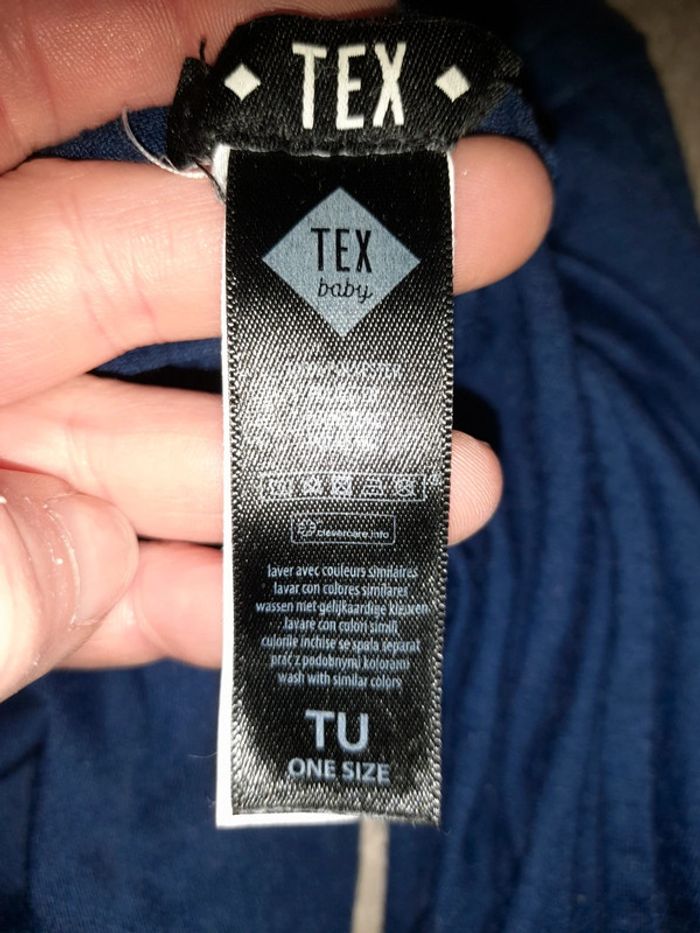 TEX
TEX
baby
clevercare.info
laver avec couleurs similaires
lavar con colores similares
wassen met gelijkaardige kleuren
lavare con colori simili
culorile inchise se spala separat
prać z podobnymi kolorami
wash with similar colors
TU
ONE SIZE